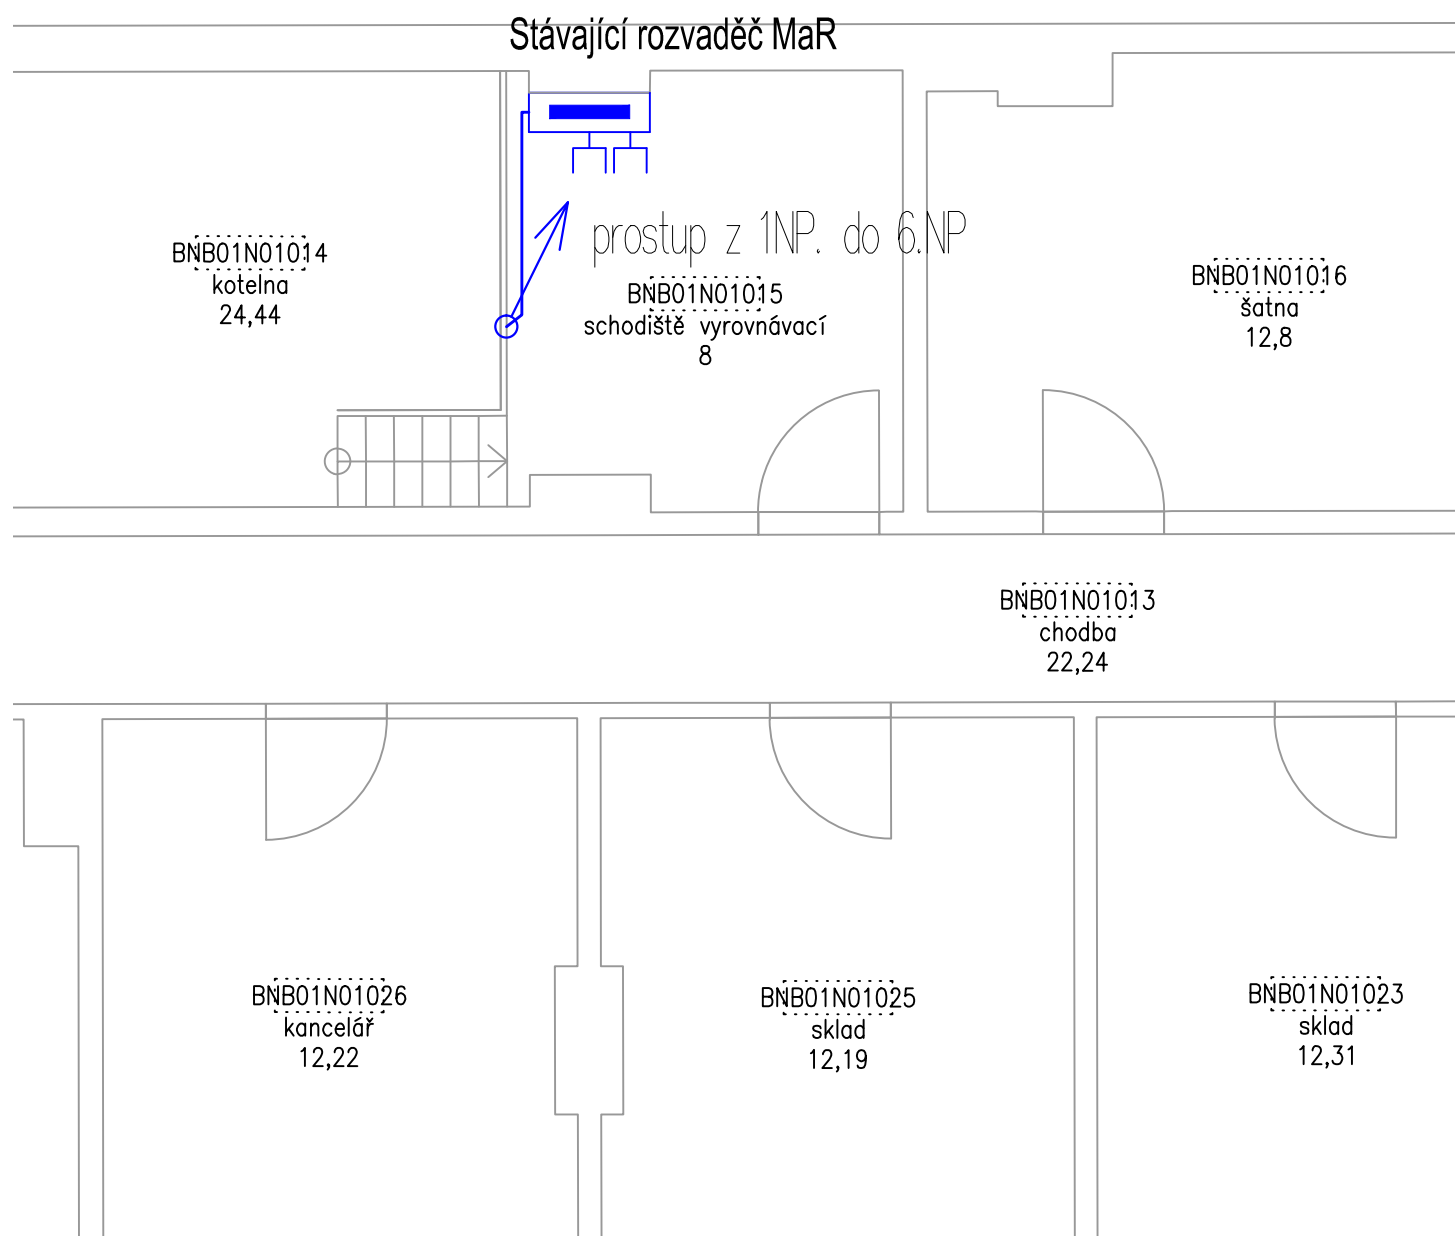 Stávající rozvaděč MaR
prostup z 1NP. do 6.NP
BNB01N01014
kotelna
24,44
BNB01N01015
schodiště vyrovnávací
8
BNB01N01016
šatna
12,8
BNB01N01013
chodba
22,24
BNB01N01026
kancelář
12,22
BNB01N01025
sklad
12,19
BNB01N01023
sklad
12,31